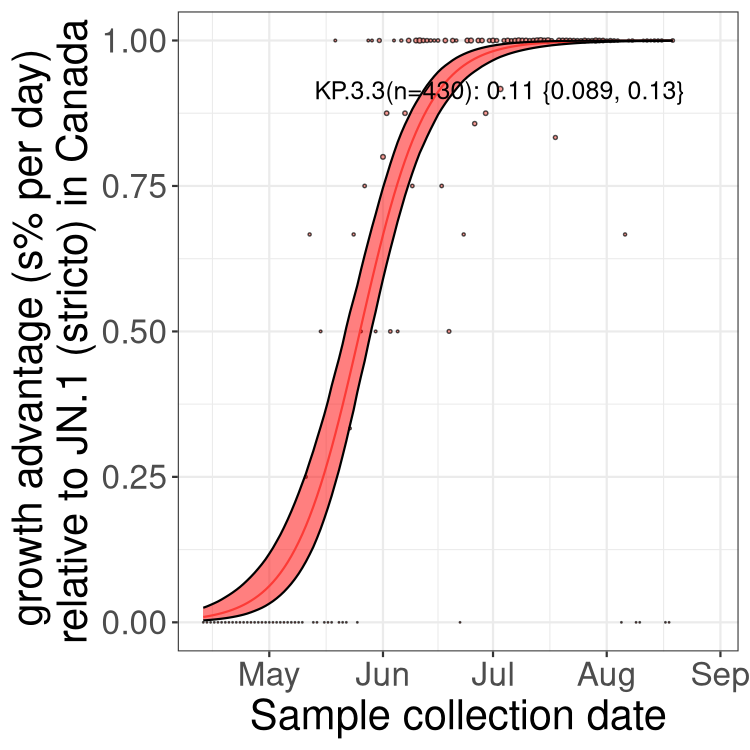 growth advantage (s% per day)
relative to JN.1 (stricto) in Canada
1.00
0.75
0.50
0.25
0.00
KP.3.3(n=430): 0.11 {0.089, 0.13}
May Jun Jul Aug Sep
Sample collection date